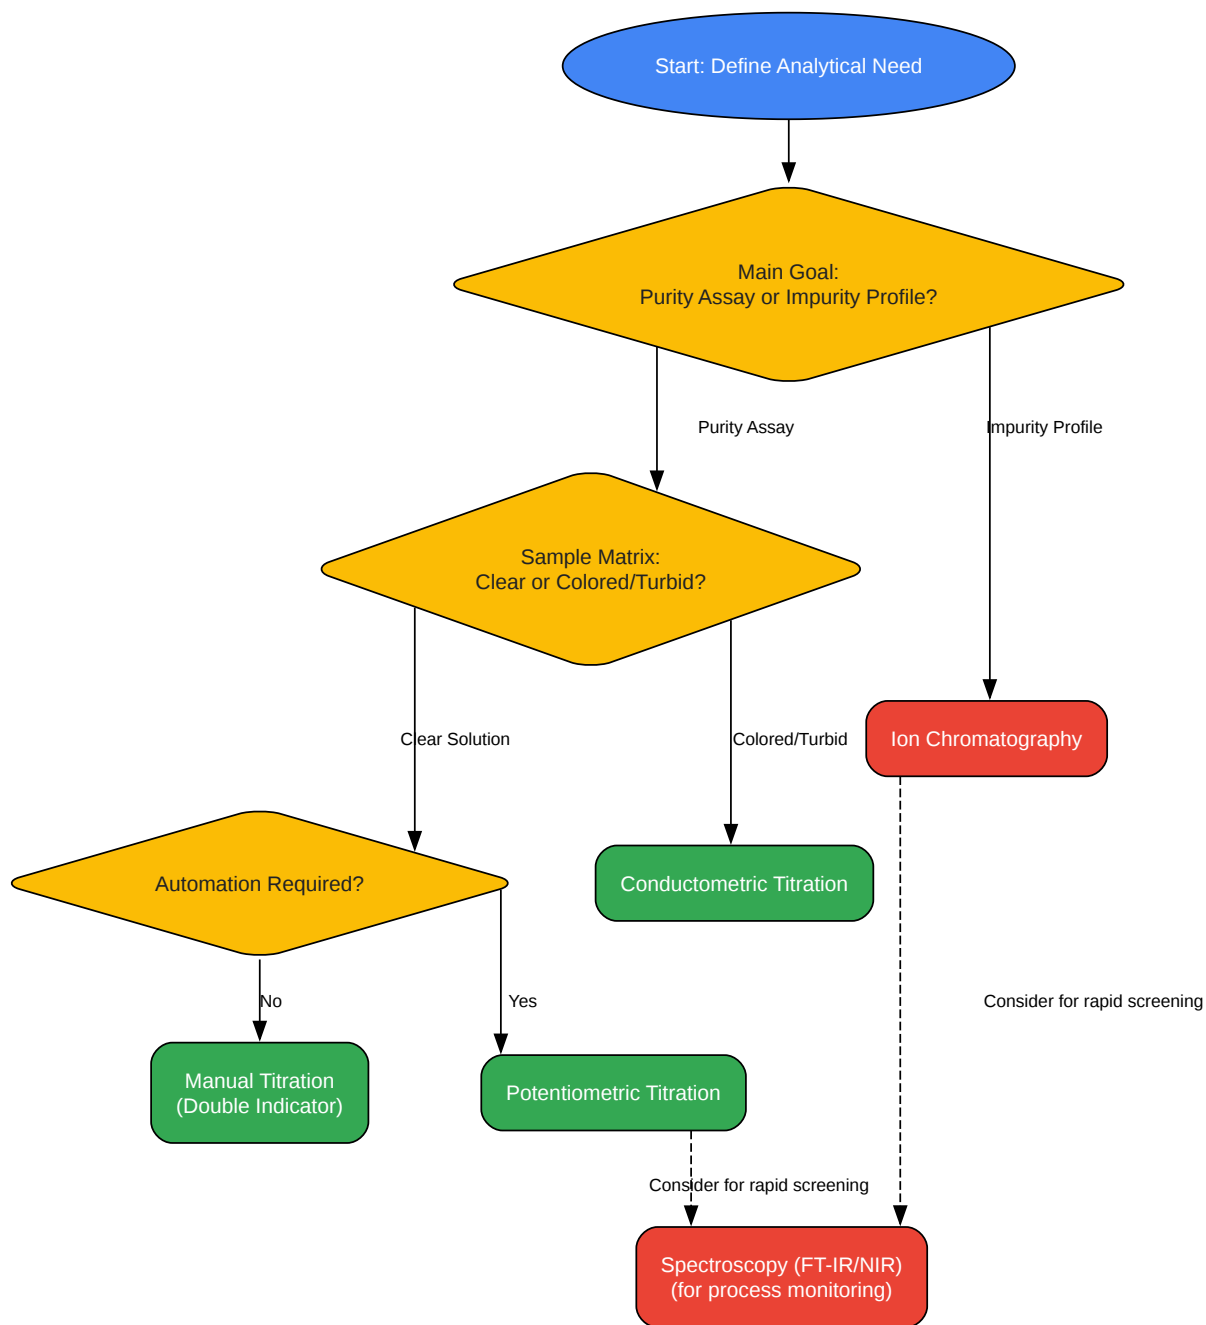 Start: Define Analytical Need
Main Goal:
Purity Assay or Impurity Profile?
Purity Assay
Impurity Profile
Sample Matrix:
Clear or Colored/Turbid?
Clear Solution
Colored/Turbid
Ion Chromatography
Automation Required?
Conductometric Titration
No
Yes
Consider for rapid screening
Manual Titration
(Double Indicator)
Potentiometric Titration
Consider for rapid screening
Spectroscopy (FT-IR/NIR)
(for process monitoring)